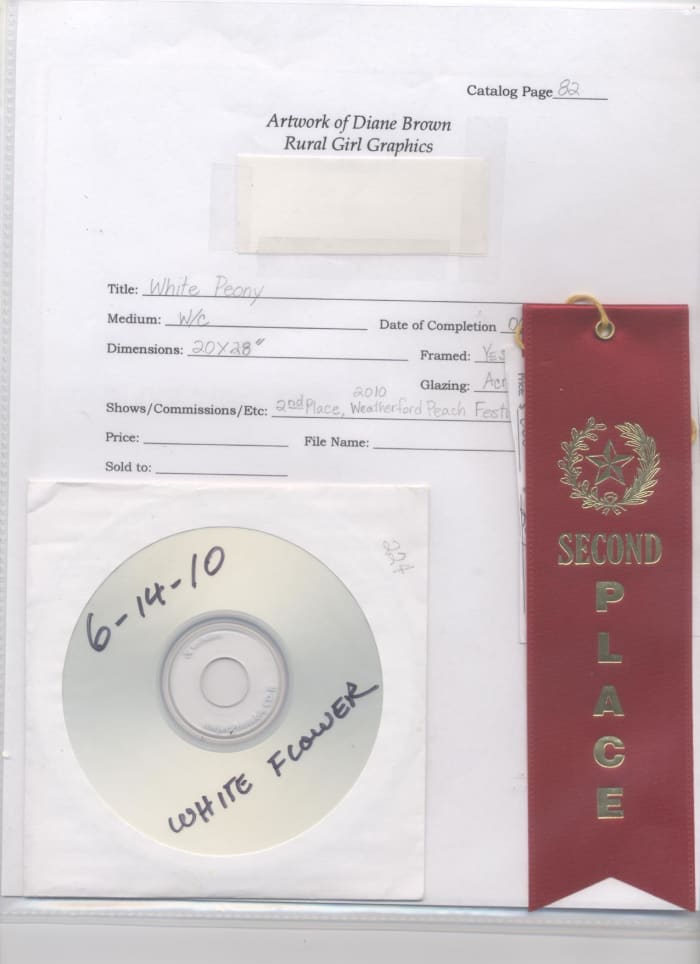 Catalog Page 82
Artwork of Diane Brown
Rural Girl Graphics
Title: White Peony
Medium: W/C
Date of Completion
Dimensions: 20X28"
Framed: Yes
Glazing: Acr
2010
Shows/Commissions/Etc: 2nd Place, Weatherford Peach Festi
Price:
File Name:
Sold to:
6-14-10
WHITE FLOWER
SECOND
PLACE